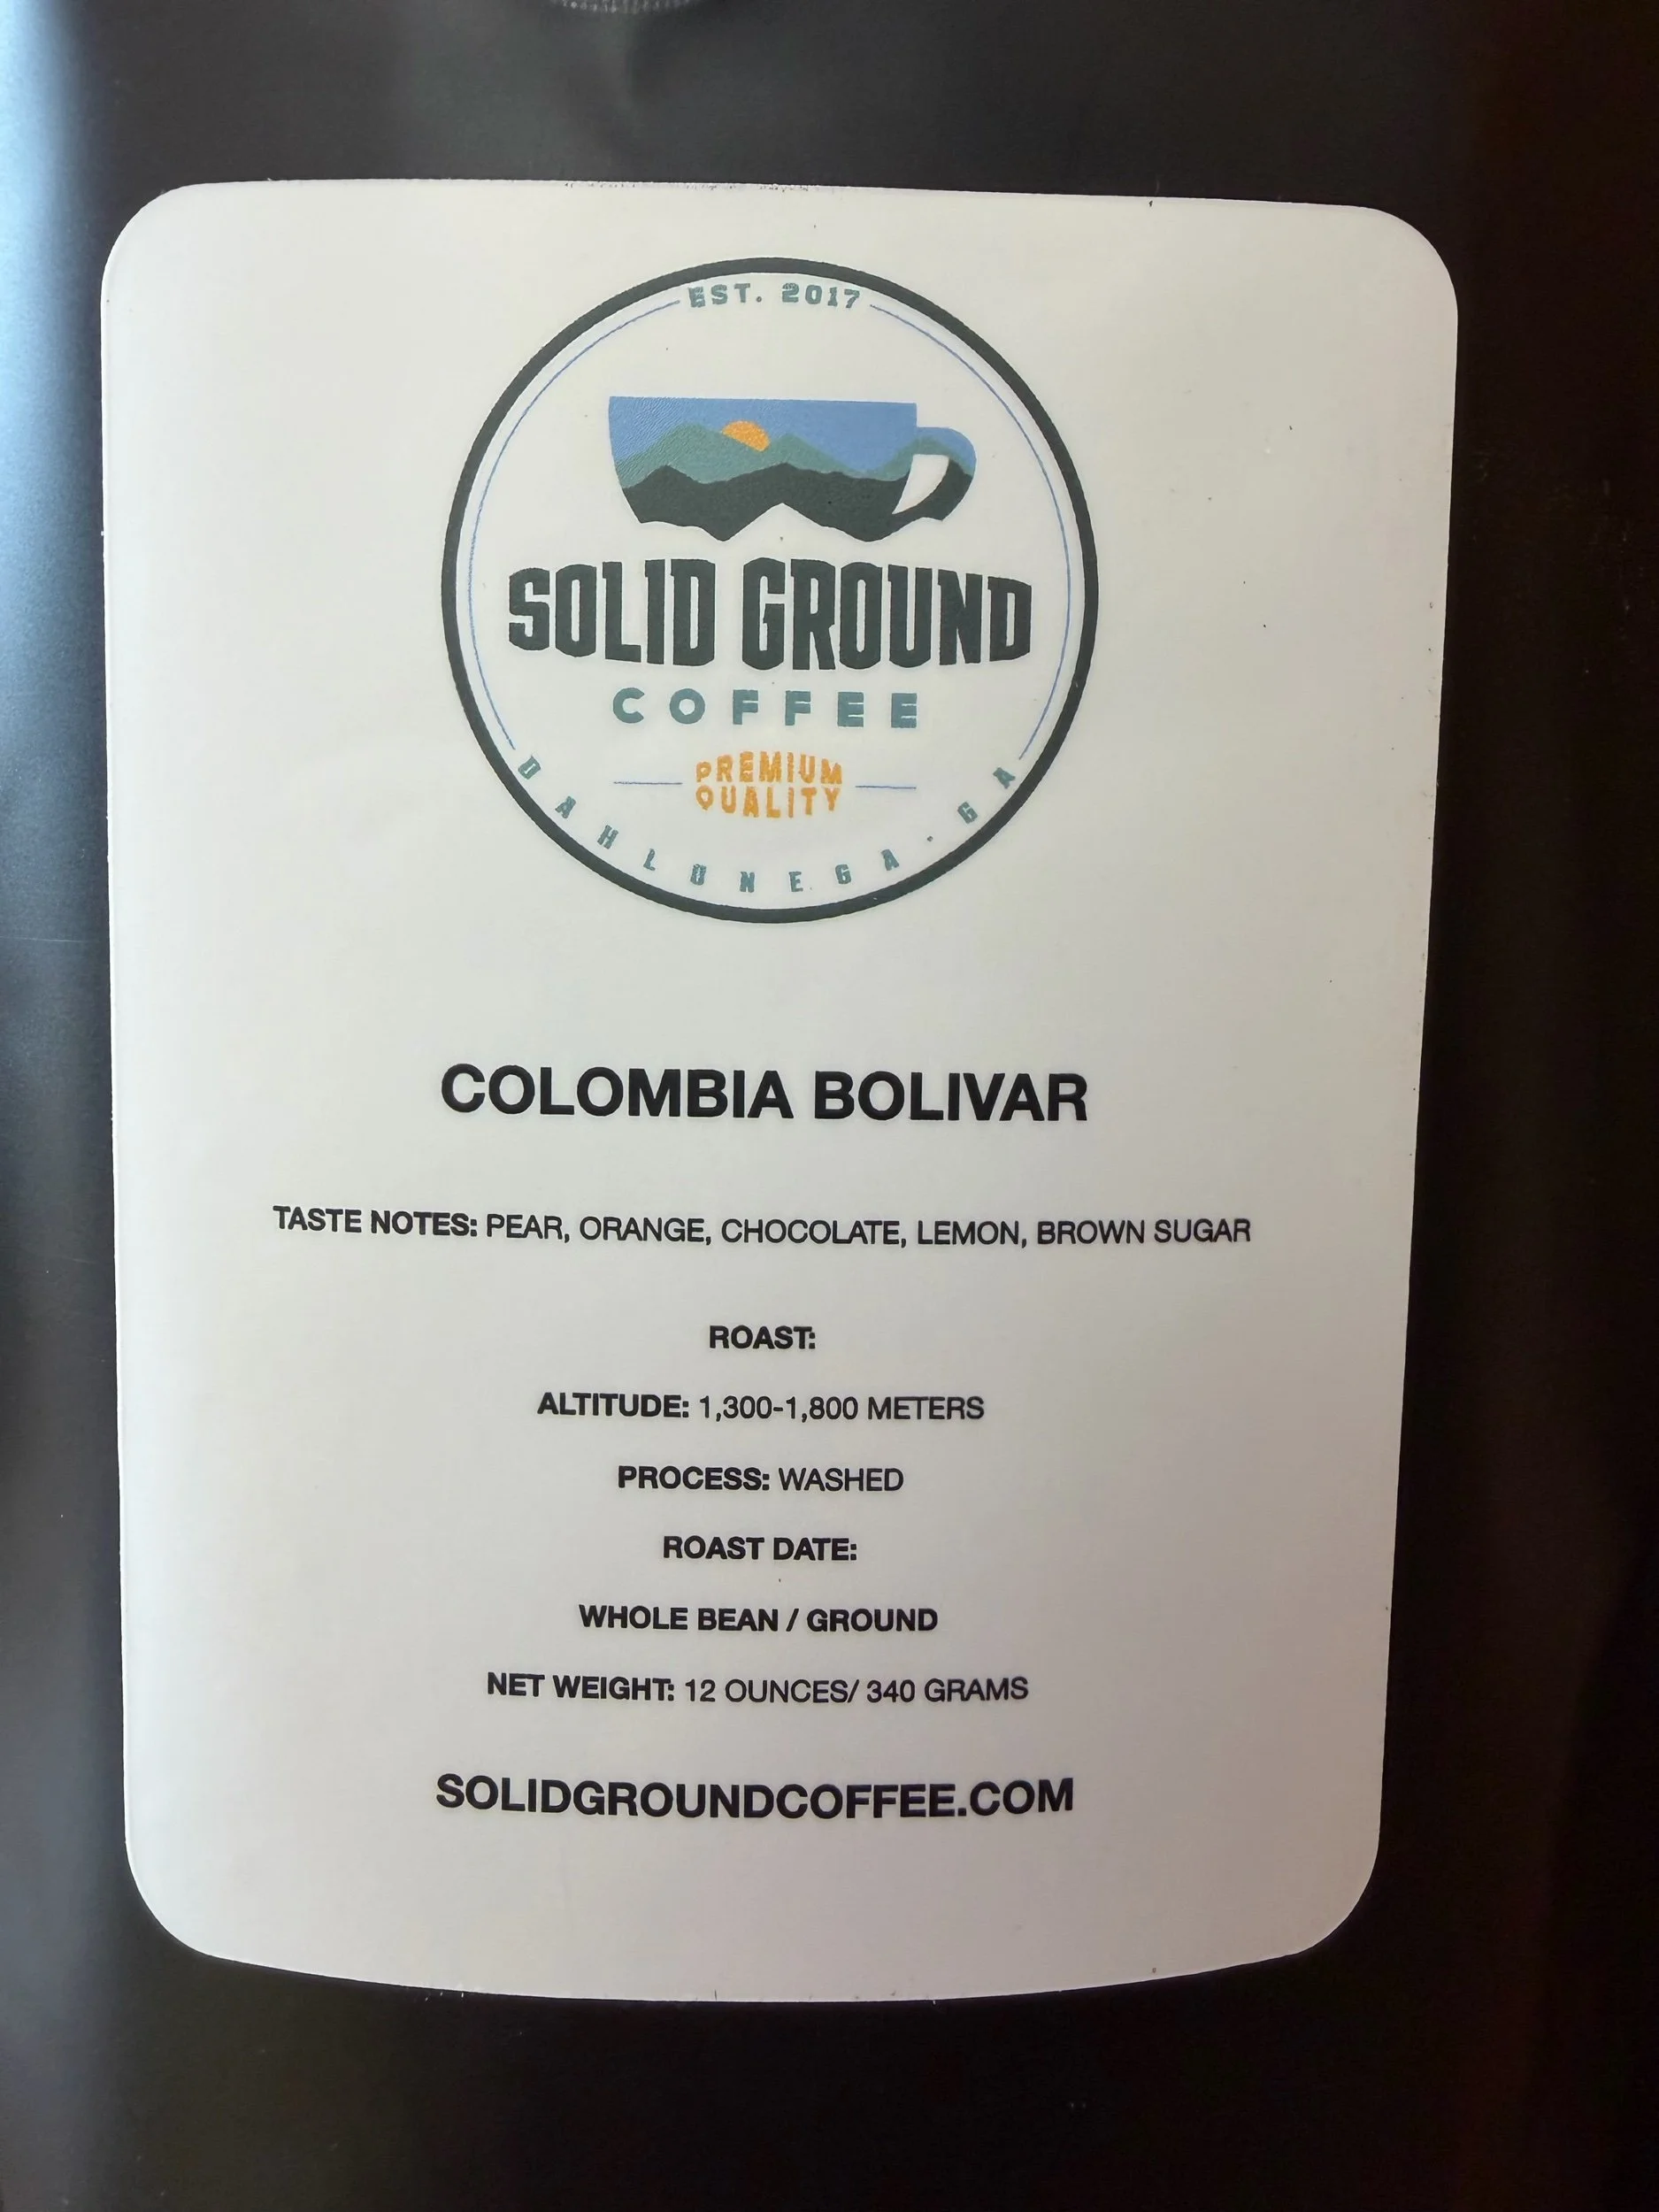 EST. 2017
SOLID GROUND
COFFEE
PREMIUM
QUALITY
DAHLONEGA · GA
COLOMBIA BOLIVAR
TASTE NOTES: PEAR, ORANGE, CHOCOLATE, LEMON, BROWN SUGAR
ROAST:
ALTITUDE: 1,300-1,800 METERS
PROCESS: WASHED
ROAST DATE:
WHOLE BEAN / GROUND
NET WEIGHT: 12 OUNCES/ 340 GRAMS
SOLIDGROUNDCOFFEE.COM